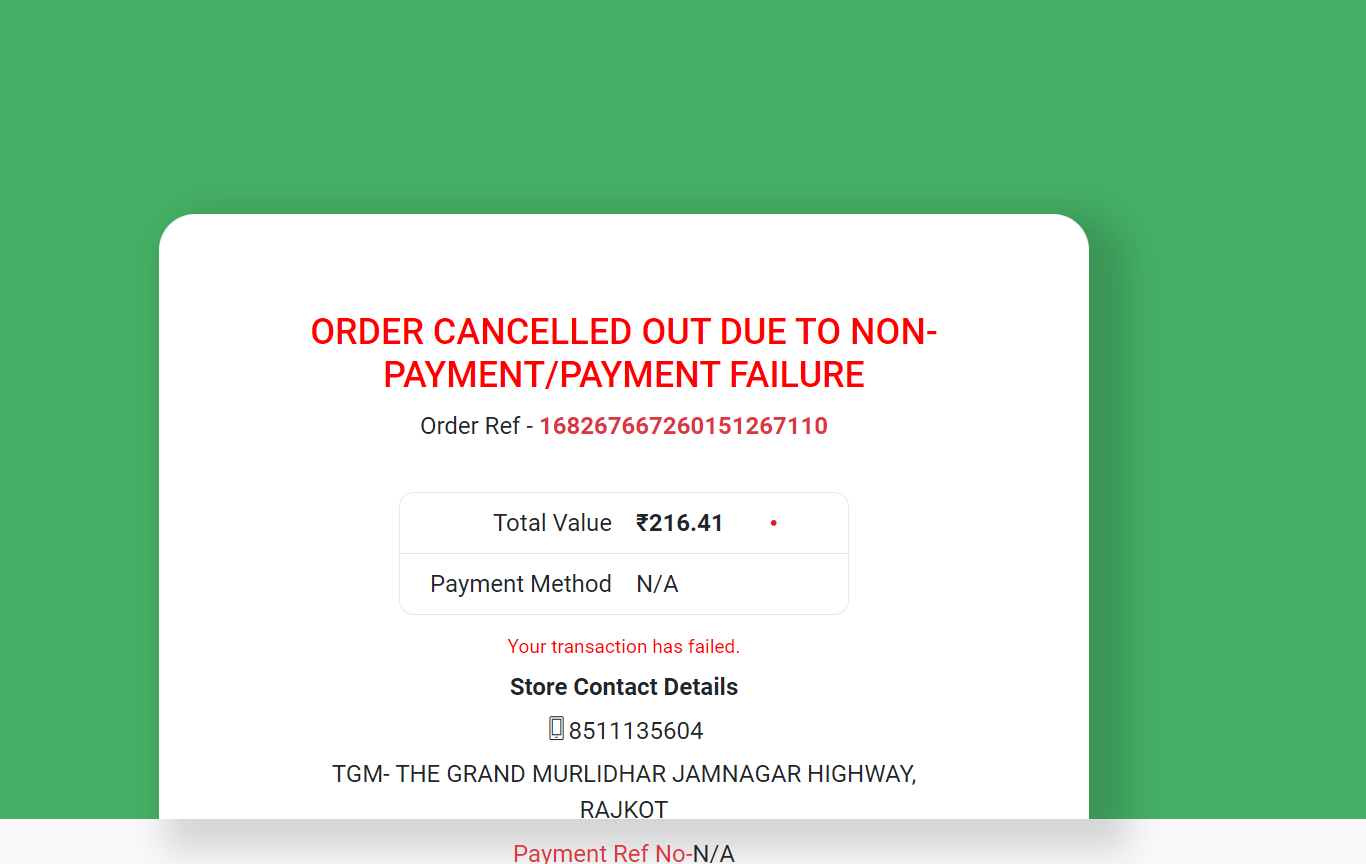 ORDER CANCELLED OUT DUE TO NON-
PAYMENT/PAYMENT FAILURE
Order Ref - 168267667260151267110
Total Value ₹216.41
Payment Method N/A
Your transaction has failed.
Store Contact Details
8511135604
TGM- THE GRAND MURLIDHAR JAMNAGAR HIGHWAY,
RAJKOT
Payment Ref No-N/A